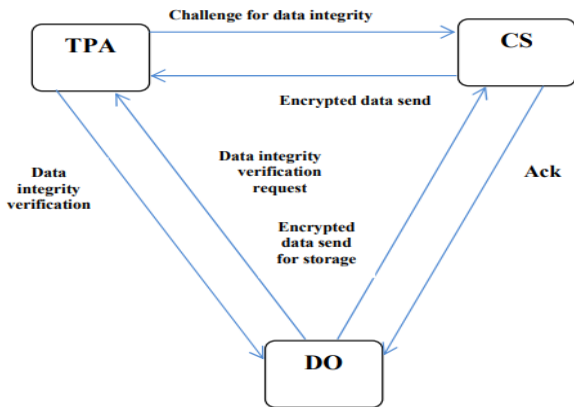 Challenge for data integrity
TPA
CS
Encrypted data send
Data
integrity
verification
Data integrity
verification
request
Ack
Encrypted
data send
for storage
DO